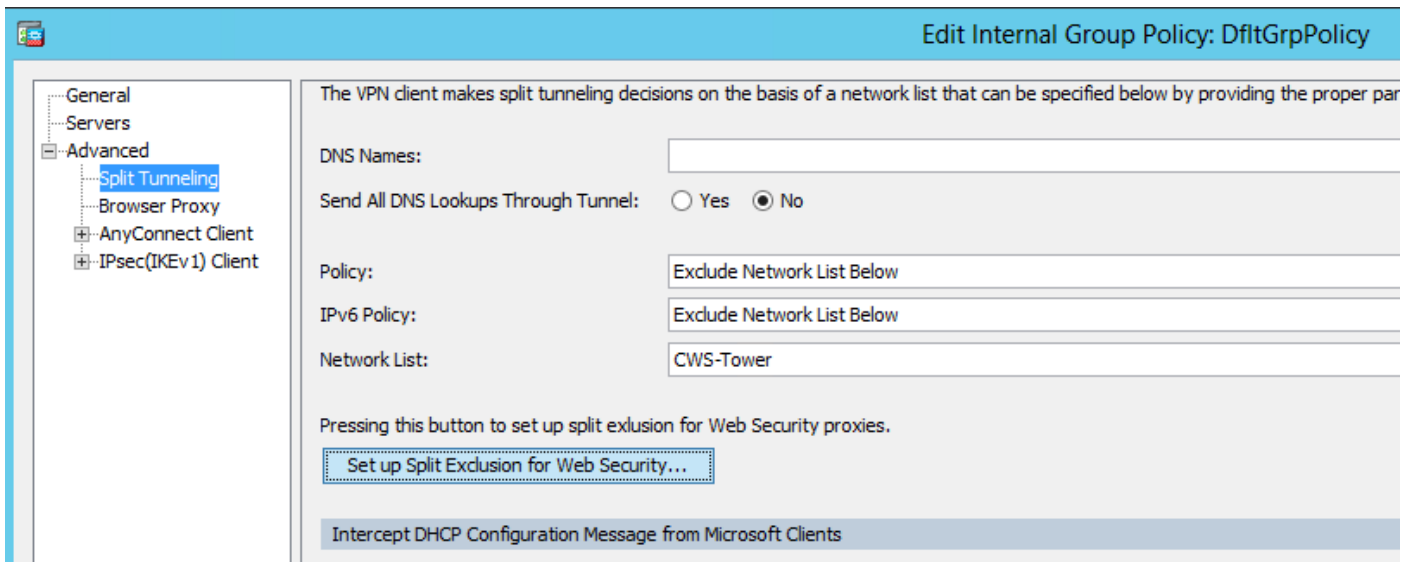 Edit Internal Group Policy: DfltGrpPolicy
General
Servers
Advanced
Split Tunneling
Browser Proxy
AnyConnect Client
IPsec(IKEv1) Client
The VPN client makes split tunneling decisions on the basis of a network list that can be specified below by providing the proper par
DNS Names:
Send All DNS Lookups Through Tunnel: Yes No
Policy: Exclude Network List Below
IPv6 Policy: Exclude Network List Below
Network List: CWS-Tower
Pressing this button to set up split exlusion for Web Security proxies.
Set up Split Exclusion for Web Security...
Intercept DHCP Configuration Message from Microsoft Clients